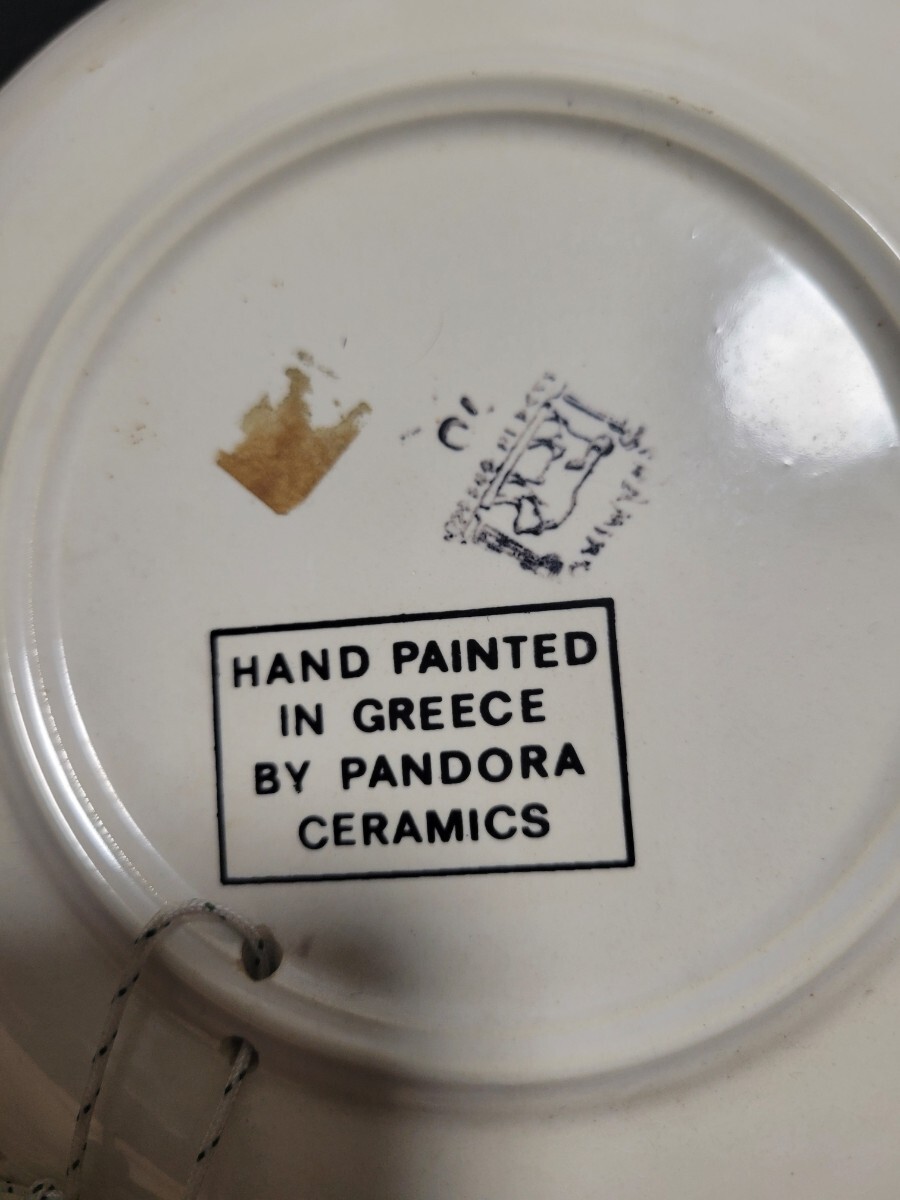 HAND PAINTED
IN GREECE
BY PANDORA
CERAMICS